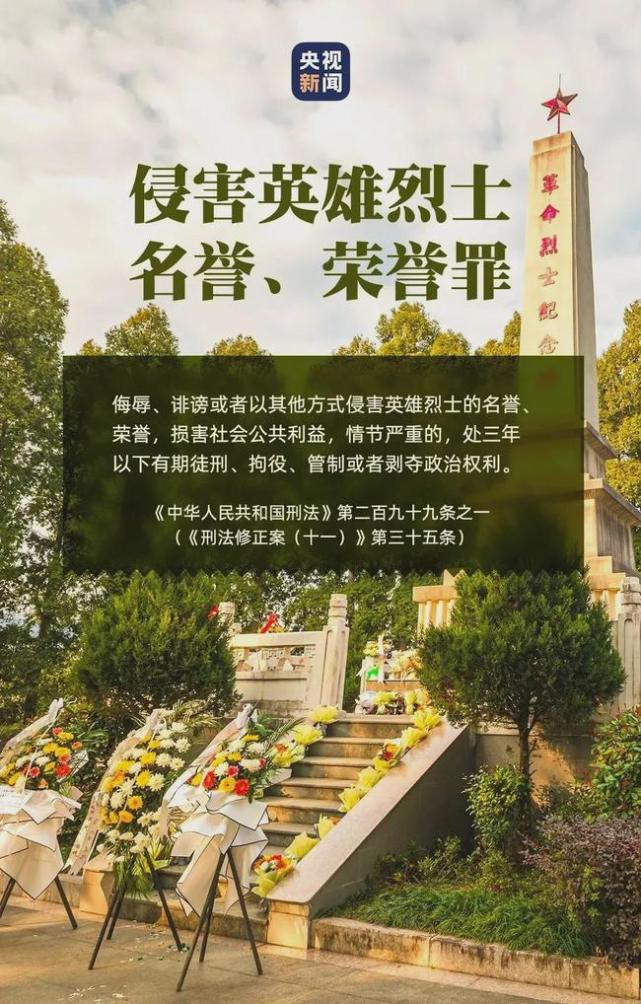 央视
新闻
侵害英雄烈士
名誉、荣誉罪
革命烈士紀念
侮辱、诽谤或者以其他方式侵害英雄烈士的名誉、
荣誉，损害社会公共利益，情节严重的，处三年
以下有期徒刑、拘役、管制或者剥夺政治权利。
《中华人民共和国刑法》第二百九十九条之一
（《刑法修正案（十一）》第三十五条）